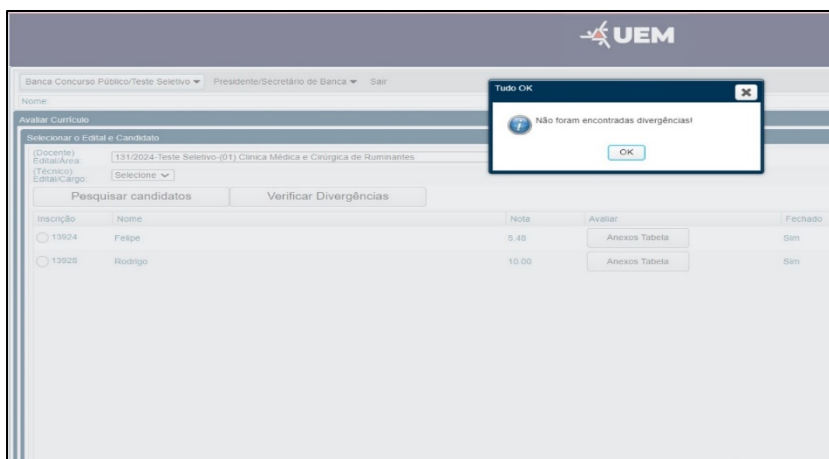 UEM
Banca Concurso Público/Teste Seletivo Presidente/Secretário de Banca Sair
Nome:
Tudo OK
Não foram encontradas divergências!
OK
Avaliar Currículo
Selecionar o Edital e Candidato
(Docente)
Edital/Área: 131/2024-Teste Seletivo-(01) Clínica Médica e Cirúrgica de Ruminantes
(Técnico)
Edital/Cargo: Selecione
Pesquisar candidatos Verificar Divergências
Inscrição Nome Nota Avaliar Fechado
13924 Felipe 5.48 Anexos Tabela Sim
13928 Rodrigo 10.00 Anexos Tabela Sim